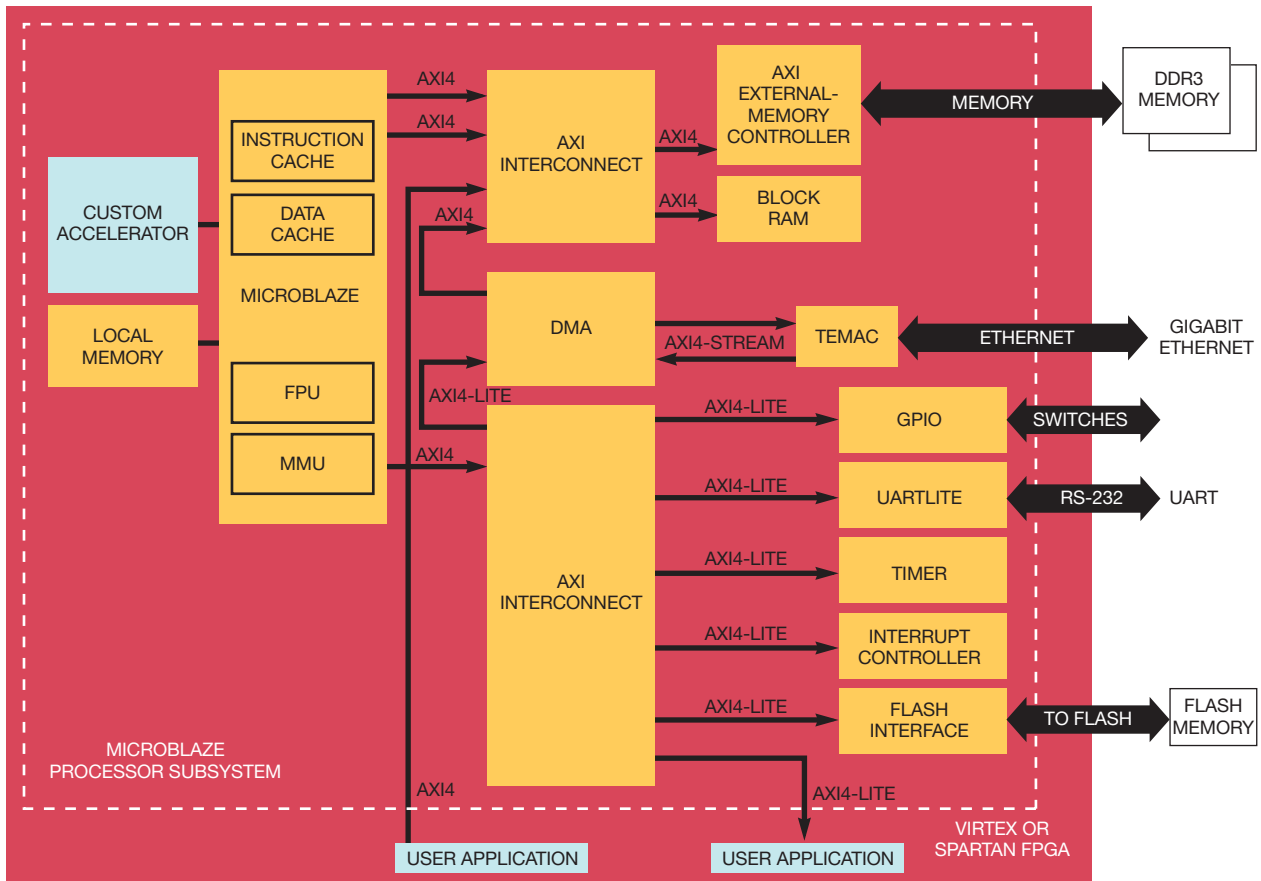 AXI4
AXI4
INSTRUCTION
CACHE
DATA
CACHE
MICROBLAZE
FPU
MMU
CUSTOM
ACCELERATOR
LOCAL
MEMORY
AXI
INTERCONNECT
AXI4
AXI4
AXI4
AXI
EXTERNAL-
MEMORY
CONTROLLER
BLOCK
RAM
MEMORY
DDR3
MEMORY
DMA
AXI4-STREAM
TEMAC
ETHERNET
GIGABIT
ETHERNET
AXI4-LITE
AXI4
AXI
INTERCONNECT
AXI4-LITE
GPIO
SWITCHES
AXI4-LITE
UARTLITE
RS-232
UART
AXI4-LITE
TIMER
AXI4-LITE
INTERRUPT
CONTROLLER
AXI4-LITE
FLASH
INTERFACE
TO FLASH
FLASH
MEMORY
MICROBLAZE
PROCESSOR SUBSYSTEM
AXI4
AXI4-LITE
USER APPLICATION
USER APPLICATION
VIRTEX OR
SPARTAN FPGA